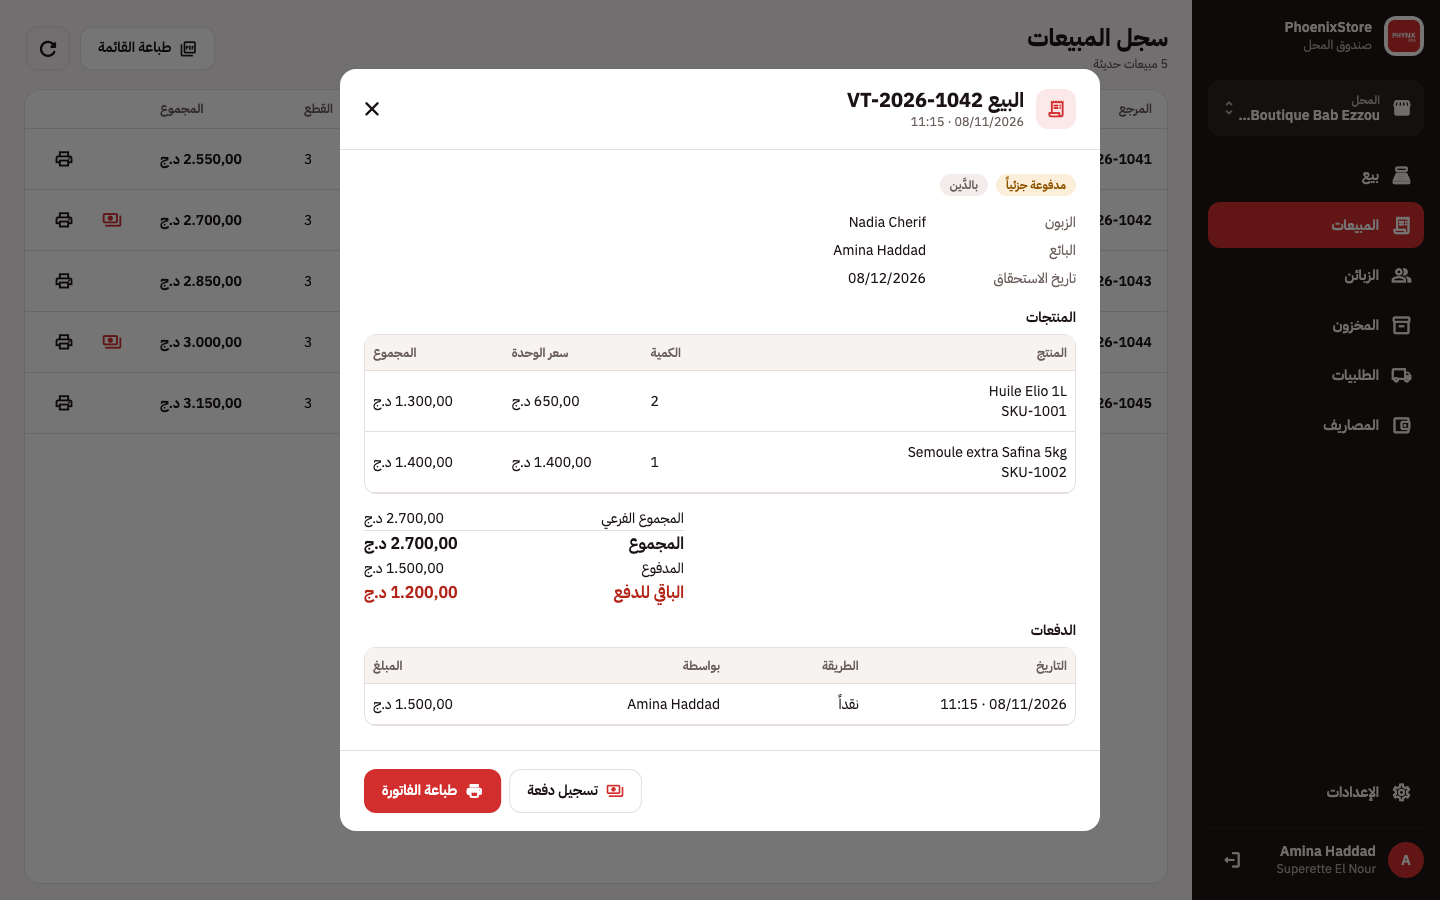 PhoenixStore
صندوق المحل
PHYNX
المحل
Boutique Bab Ezzou...
بيع
المبيعات
الزبائن
المخزون
الطلبيات
المصاريف
الإعدادات
A
Amina Haddad
Superette El Nour
سجل المبيعات
5 مبيعات حديثة
طباعة القائمة
المرجع
القطع
المجموع
26-1041
3
2.550,00 د.ج
26-1042
3
2.700,00 د.ج
26-1043
3
2.850,00 د.ج
26-1044
3
3.000,00 د.ج
26-1045
3
3.150,00 د.ج
البيع VT-2026-1042
08/11/2026 · 11:15
مدفوعة جزئياً
بالدَّين
الزبون Nadia Cherif
البائع Amina Haddad
تاريخ الاستحقاق 08/12/2026
المنتجات
المنتج الكمية سعر الوحدة المجموع
Huile Elio 1L
SKU-1001
2 650,00 د.ج 1.300,00 د.ج
Semoule extra Safina 5kg
SKU-1002
1 1.400,00 د.ج 1.400,00 د.ج
المجموع الفرعي 2.700,00 د.ج
المجموع 2.700,00 د.ج
المدفوع 1.500,00 د.ج
الباقي للدفع 1.200,00 د.ج
الدفعات
التاريخ الطريقة بواسطة المبلغ
08/11/2026 · 11:15 نقداً Amina Haddad 1.500,00 د.ج
تسجيل دفعة
طباعة الفاتورة